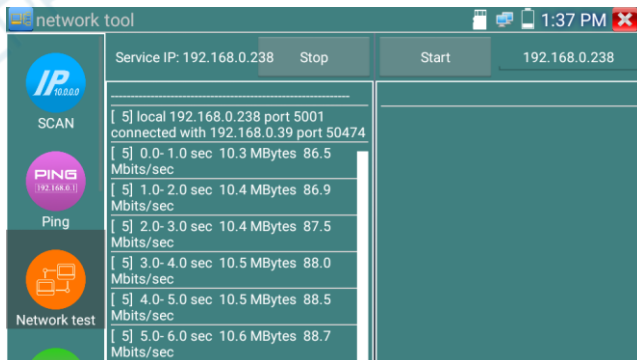 network tool
1:37 PM
Service IP: 192.168.0.238
Stop
Start
192.168.0.238
IP
10.0.0.0
SCAN
PING
192.168.0.1
Ping
Network test
[ 5] local 192.168.0.238 port 5001
connected with 192.168.0.39 port 50474
[ 5] 0.0- 1.0 sec 10.3 MBytes 86.5
Mbits/sec
[ 5] 1.0- 2.0 sec 10.4 MBytes 86.9
Mbits/sec
[ 5] 2.0- 3.0 sec 10.4 MBytes 87.5
Mbits/sec
[ 5] 3.0- 4.0 sec 10.5 MBytes 88.0
Mbits/sec
[ 5] 4.0- 5.0 sec 10.5 MBytes 88.5
Mbits/sec
[ 5] 5.0- 6.0 sec 10.6 MBytes 88.7
Mbits/sec